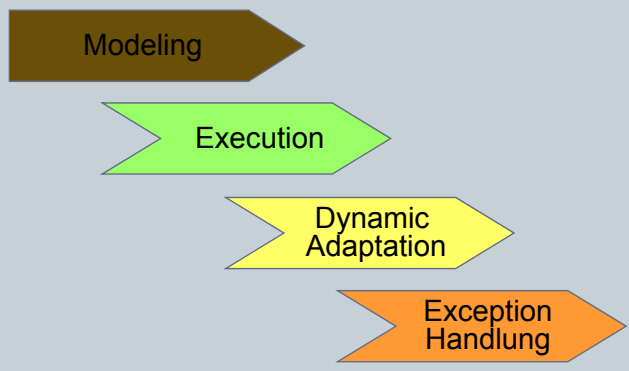 Modeling
Execution
Dynamic
Adaptation
Exception
Handlung